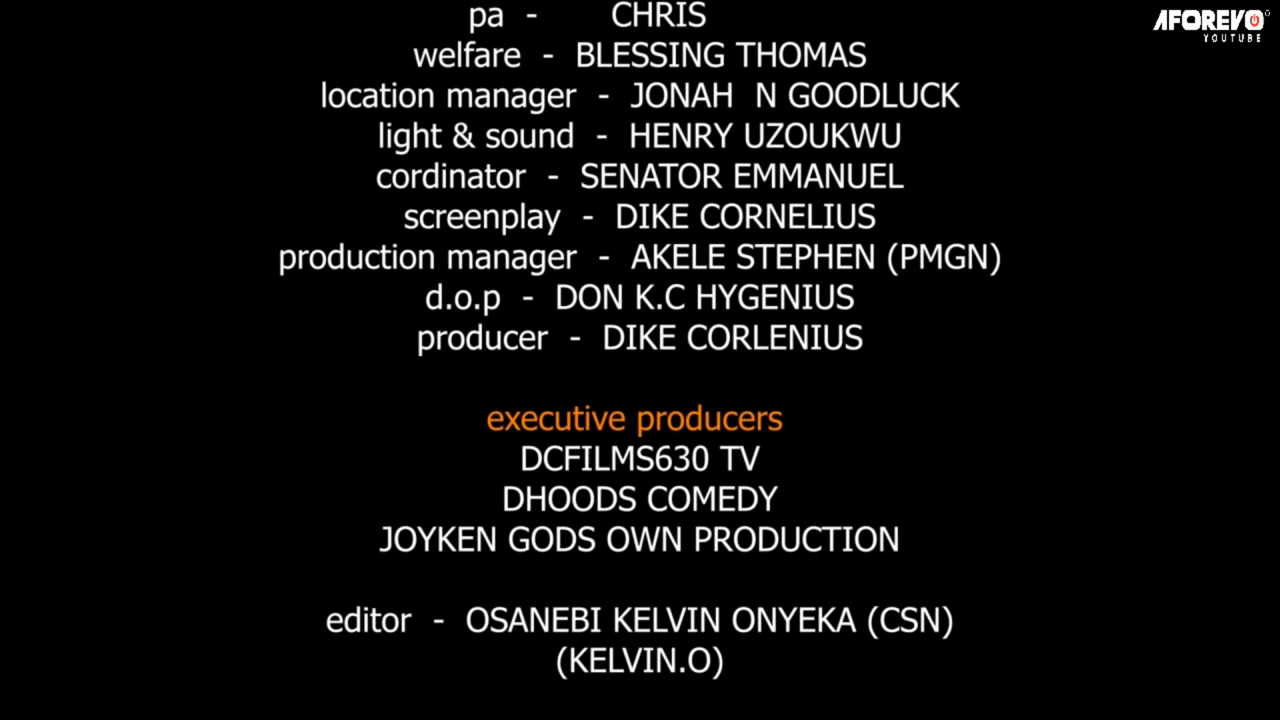 pa - CHRIS
welfare - BLESSING THOMAS
location manager - JONAH N GOODLUCK
light & sound - HENRY UZOUKWU
cordinator - SENATOR EMMANUEL
screenplay - DIKE CORNELIUS
production manager - AKELE STEPHEN (PMGN)
d.o.p - DON K.C HYGENIUS
producer - DIKE CORLENIUS
executive producers
DCFILMS630 TV
DHOODS COMEDY
JOYKEN GODS OWN PRODUCTION
editor - OSANEBI KELVIN ONYEKA (CSN)
(KELVIN.O)
AFOREVO
YOUTUBE